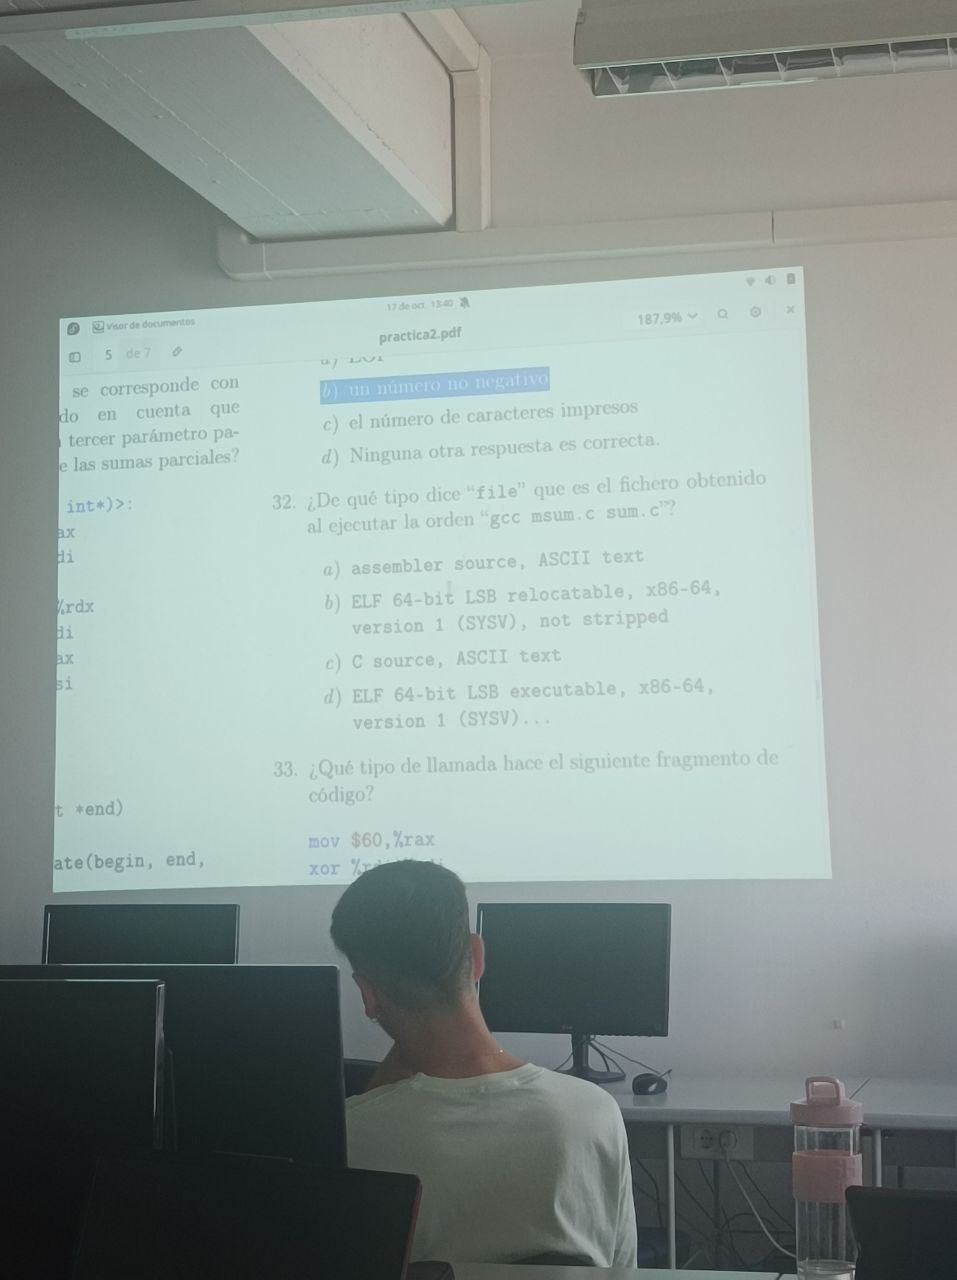 17 de oct. 13:40
Visor de documentos
practica2.pdf
187,9%
5 de 7
se corresponde con
do en cuenta que
tercer parámetro pa-
e las sumas parciales?
int*)>:
ax
di
%rdx
di
ax
si
t *end)
ate(begin, end,
b) un número no negativo
c) el número de caracteres impresos
d) Ninguna otra respuesta es correcta.
32. ¿De qué tipo dice “file” que es el fichero obtenido
al ejecutar la orden “gcc msum.c sum.c”?
a) assembler source, ASCII text
b) ELF 64-bit LSB relocatable, x86-64,
version 1 (SYSV), not stripped
c) C source, ASCII text
d) ELF 64-bit LSB executable, x86-64,
version 1 (SYSV)...
33. ¿Qué tipo de llamada hace el siguiente fragmento de
código?
mov $60,%rax
xor